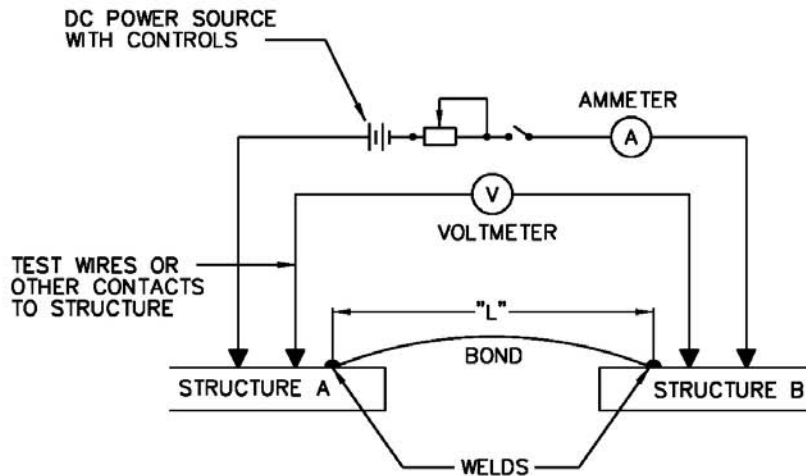 DC POWER SOURCE
WITH CONTROLS
AMMETER
A
V
VOLTMETER
TEST WIRES OR
OTHER CONTACTS
TO STRUCTURE
"L"
BOND
STRUCTURE A
STRUCTURE B
WELDS